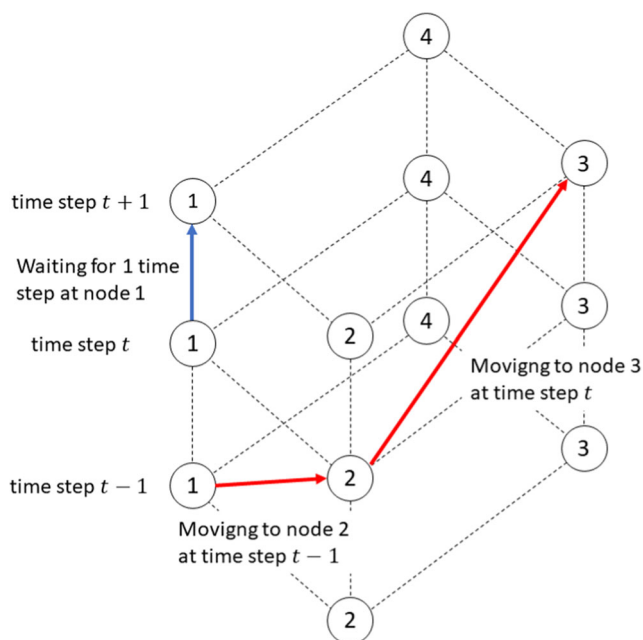 4
3
4
time step t + 1
1
Waiting for 1 time
step at node 1
3
4
2
time step t
1
Movigng to node 3
at time step t
3
time step t − 1
1
2
Movigng to node 2
at time step t − 1
2